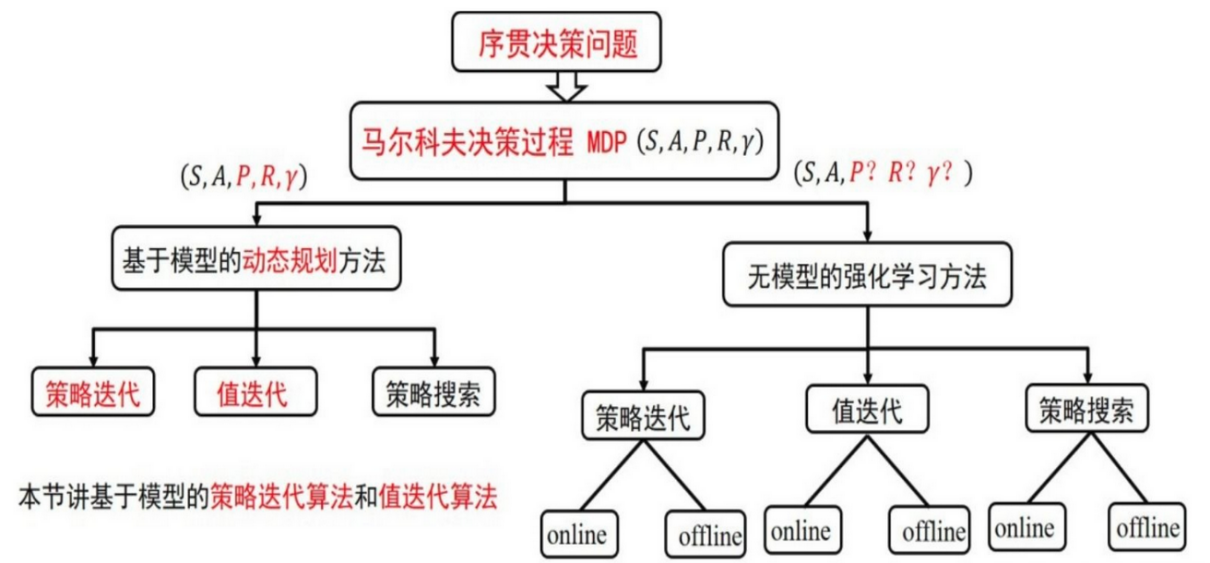 序贯决策问题
马尔科夫决策过程 MDP (S,A,P,R,γ)
(S,A,P,R,γ)
(S,A,P? R? γ? )
基于模型的动态规划方法
无模型的强化学习方法
策略迭代
值迭代
策略搜索
策略迭代
值迭代
策略搜索
本节讲基于模型的策略迭代算法和值迭代算法
online
offline
online
offline
online
offline